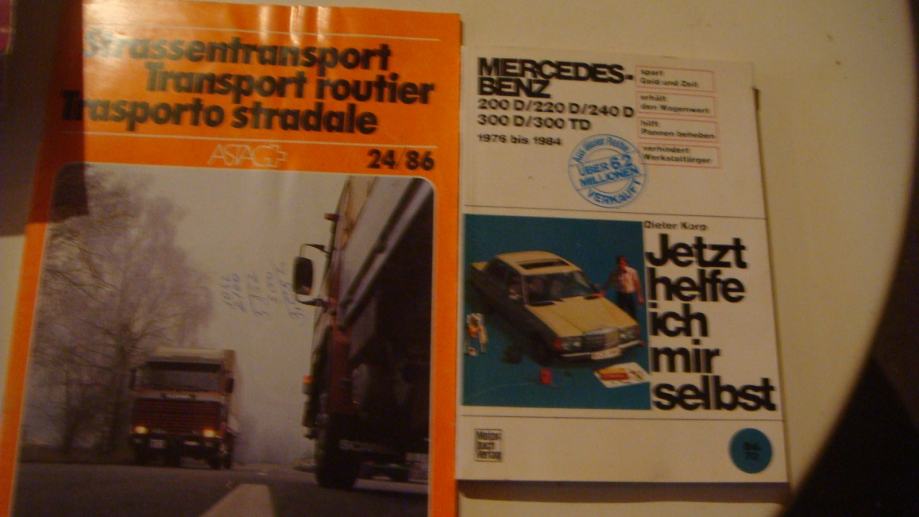 Strassentransport
Transport routier
Trasporto stradale
ASTAG
24/86
MERCEDES-
BENZ
200 D/220 D/240 D
300 D/300 TD
1976 bis 1984
spart
Geld und Zeit
erhält
den Wagenwert
hilft
Pannen beheben
verhindert
Werkstattärger
ÜBER 6,2
MILLIONEN
VERKAUFT
Dieter Korp
Jetzt
helfe
ich
mir
selbst
Motor
buch
Verlag